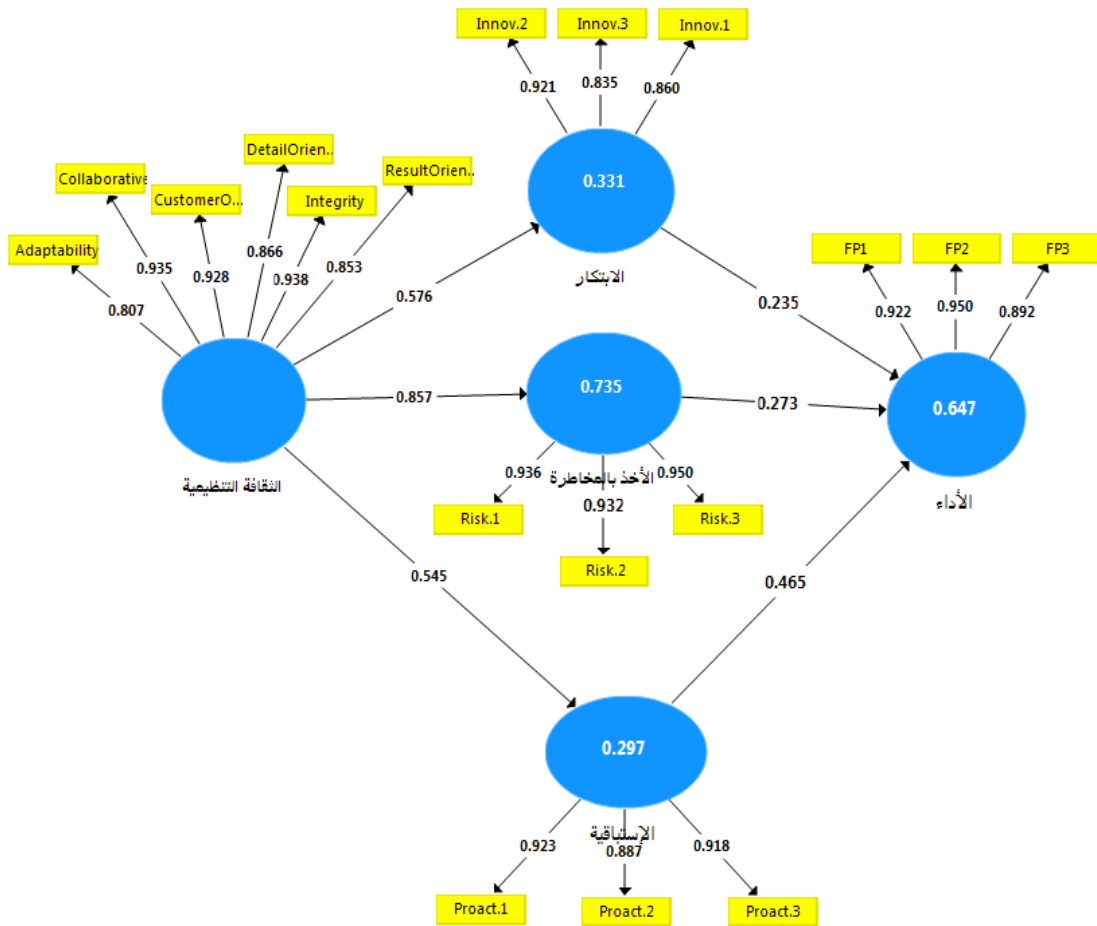 Innov.2
Innov.3
Innov.1
0.921
0.835
0.860
0.331
الابتكار
DetailOrien..
Collaborative
CustomerO...
Integrity
ResultOrien..
Adaptability
0.807
0.935
0.928
0.866
0.938
0.853
الثقافة التنظيمية
0.576
0.857
0.545
0.735
الأخذ بالمخاطرة
0.936
0.932
0.950
Risk.1
Risk.2
Risk.3
0.235
0.273
0.465
FP1
FP2
FP3
0.922
0.950
0.892
0.647
الأداء
0.297
الإستباقية
0.923
0.887
0.918
Proact.1
Proact.2
Proact.3